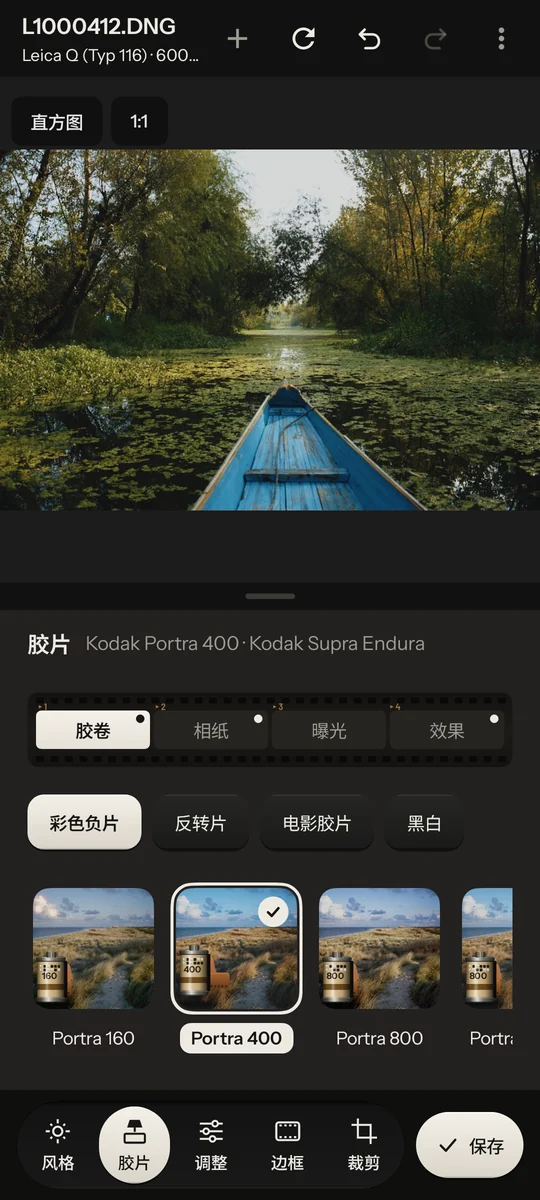 L1000412.DNG
Leica Q (Typ 116) · 600...
直方图
1:1
胶片 Kodak Portra 400 · Kodak Supra Endura
1 2 3 4
胶卷 相纸 曝光 效果
彩色负片 反转片 电影胶片 黑白
160 400 800 800
Portra 160 Portra 400 Portra 800 Portra
风格 胶片 调整 边框 裁剪 保存